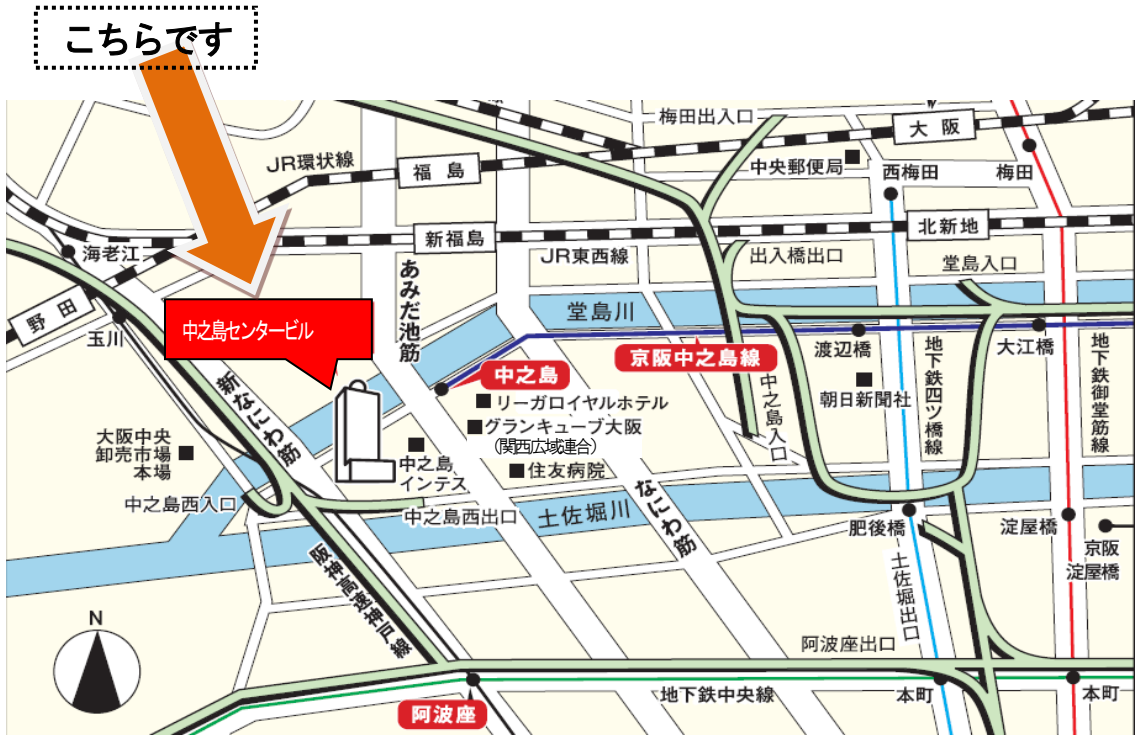 こちらです
梅田出入口
大阪
JR環状線
福島
中央郵便局
西梅田
梅田
新福島
北新地
海老江
JR東西線
出入橋出口
堂島入口
野田
あみだ池筋
玉川
中之島センタービル
堂島川
京阪中之島線
渡辺橋
大江橋
地下鉄四ツ橋線
地下鉄御堂筋線
中之島
新なにわ筋
リーガロイヤルホテル
朝日新聞社
中之島入口
グランキューブ大阪
(関西広域連合)
大阪中央
卸売市場
本場
中之島
インテス
住友病院
中之島西入口
中之島西出口
土佐堀川
なにわ筋
肥後橋
淀屋橋
京阪
淀屋橋
阪神高速神戸線
土佐堀出口
N
阿波座出口
地下鉄中央線
本町
本町
阿波座